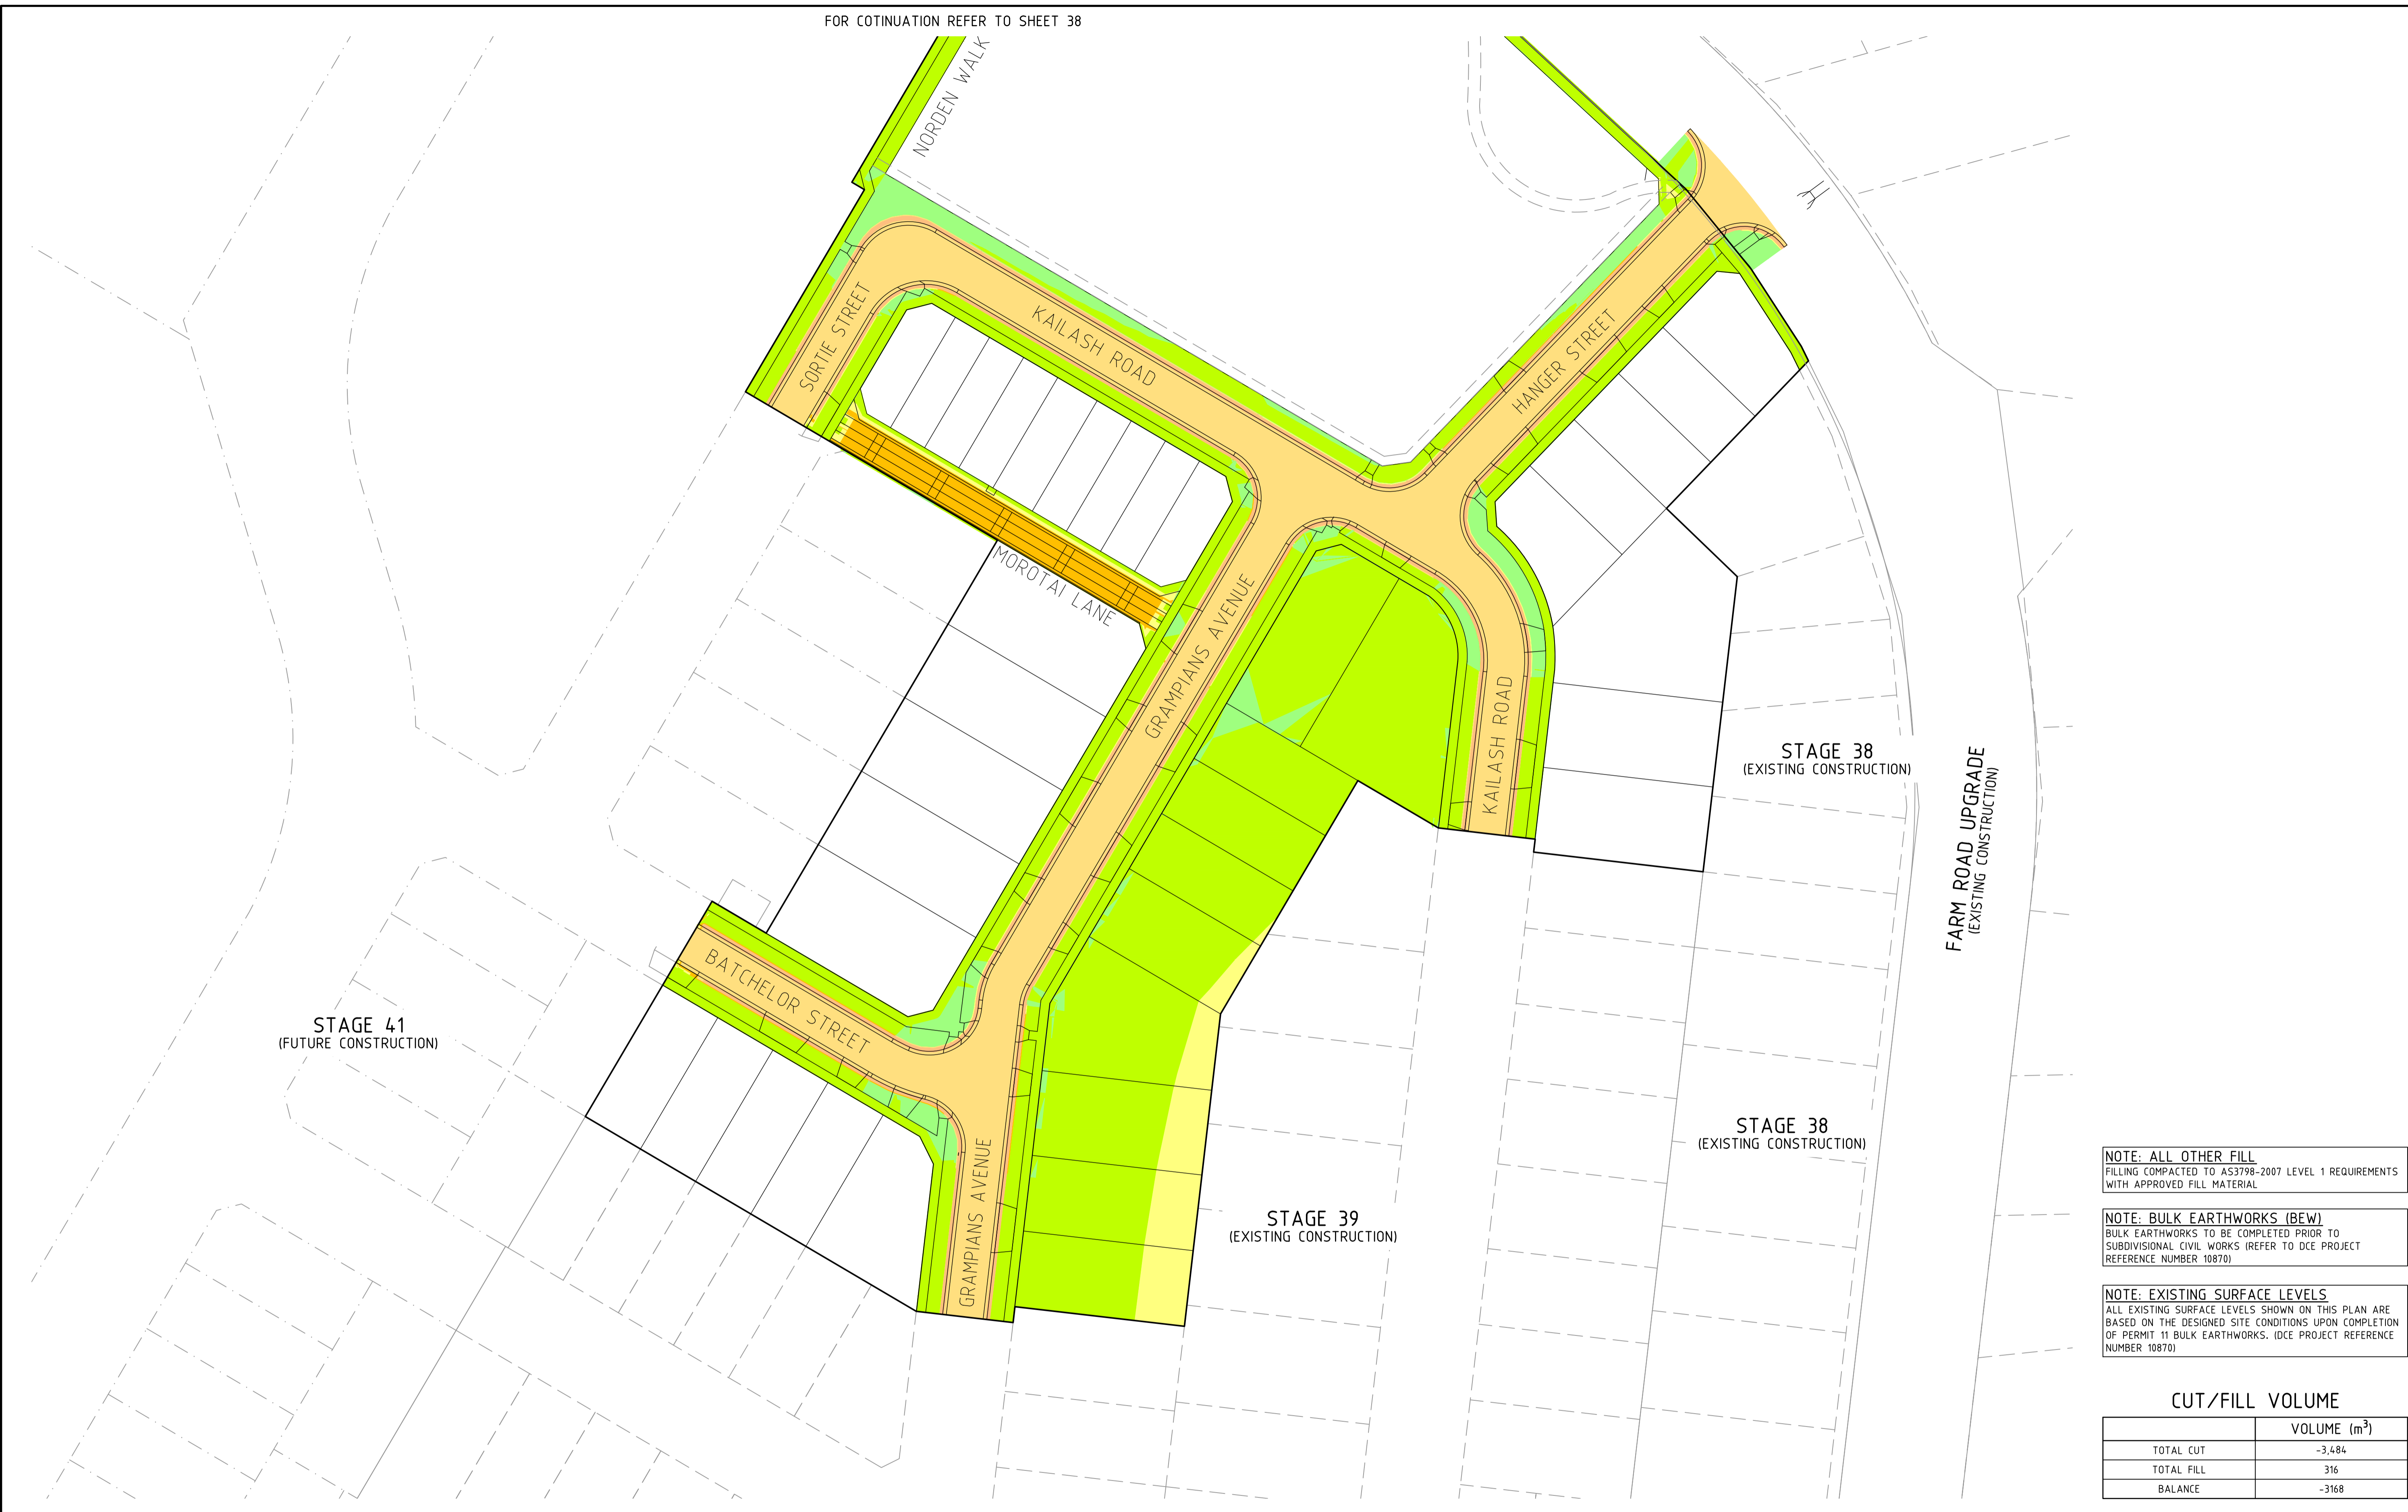 FOR COTINUATION REFER TO SHEET 38
NORDEN WALK
SORTIE STREET
KAILASH ROAD
HANGER STREET
MOROTAI LANE
GRAMPIANS AVENUE
KAILASH ROAD
STAGE 38
(EXISTING CONSTRUCTION)
FARM ROAD UPGRADE
(EXISTING CONSTRUCTION)
BATCHELOR STREET
STAGE 41
(FUTURE CONSTRUCTION)
GRAMPIANS AVENUE
STAGE 38
(EXISTING CONSTRUCTION)
STAGE 39
(EXISTING CONSTRUCTION)
NOTE: ALL OTHER FILL
FILLING COMPACTED TO AS3798-2007 LEVEL 1 REQUIREMENTS
WITH APPROVED FILL MATERIAL
NOTE: BULK EARTHWORKS (BEW)
BULK EARTHWORKS TO BE COMPLETED PRIOR TO
SUBDIVISIONAL CIVIL WORKS (REFER TO DCE PROJECT
REFERENCE NUMBER 10870)
NOTE: EXISTING SURFACE LEVELS
ALL EXISTING SURFACE LEVELS SHOWN ON THIS PLAN ARE
BASED ON THE DESIGNED SITE CONDITIONS UPON COMPLETION
OF PERMIT 11 BULK EARTHWORKS. (DCE PROJECT REFERENCE
NUMBER 10870)
CUT/FILL VOLUME
VOLUME (m³)
TOTAL CUT -3,484
TOTAL FILL 316
BALANCE -3168